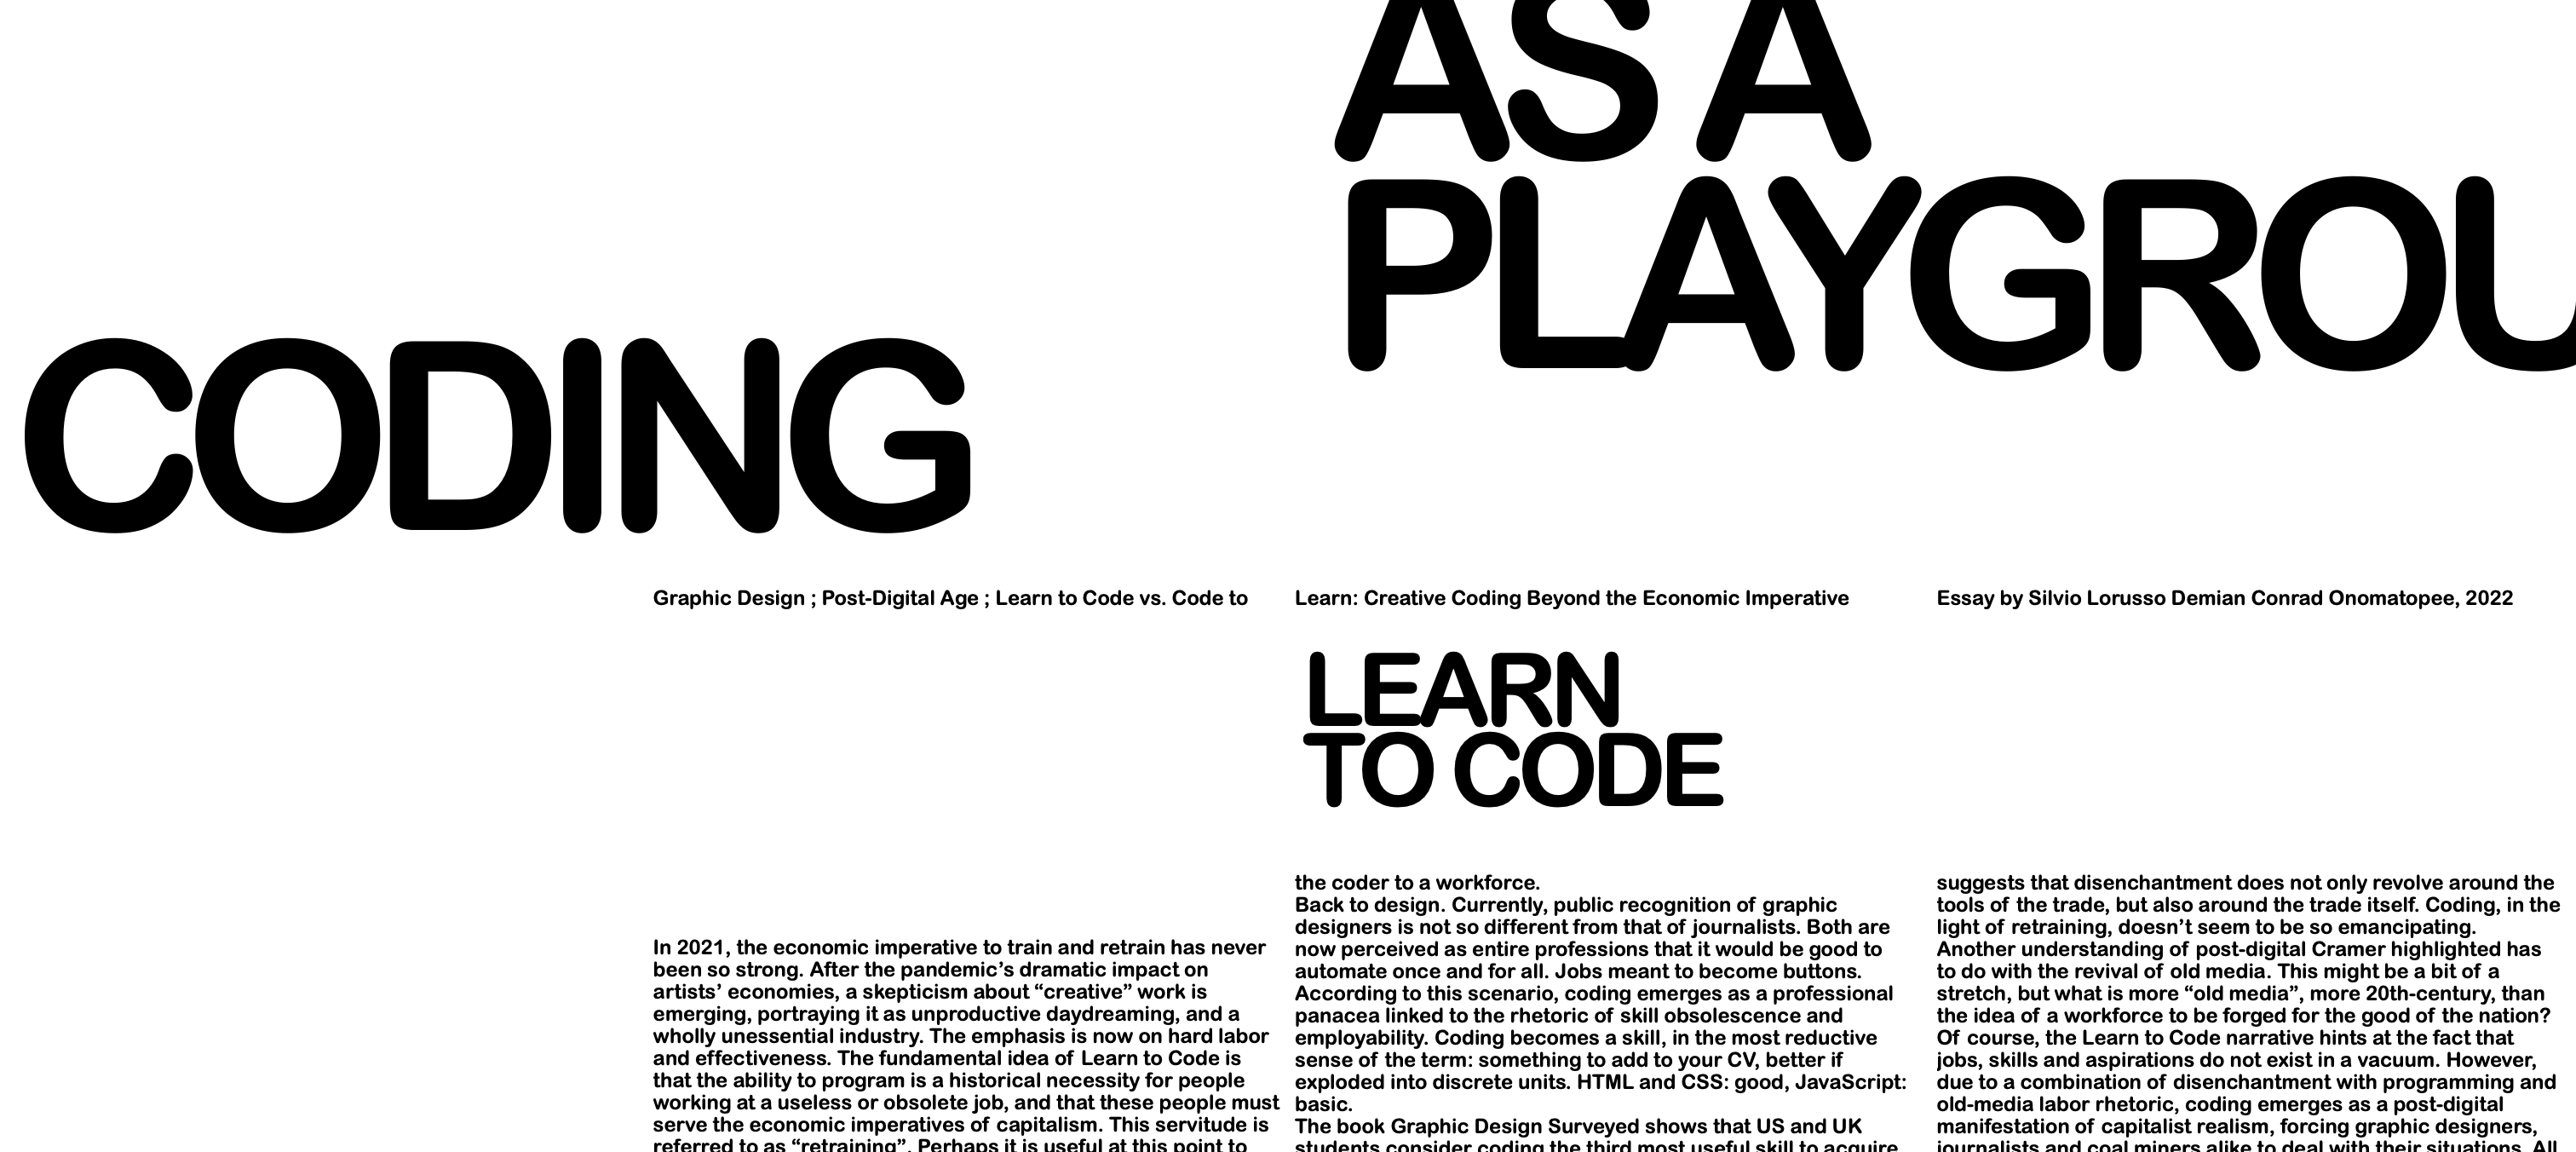 AS A
PLAYGROU
CODING
Graphic Design ; Post-Digital Age ; Learn to Code vs. Code to
Learn: Creative Coding Beyond the Economic Imperative
Essay by Silvio Lorusso Demian Conrad Onomatopee, 2022
LEARN
TO CODE
In 2021, the economic imperative to train and retrain has never
been so strong. After the pandemic’s dramatic impact on
artists’ economies, a skepticism about “creative” work is
emerging, portraying it as unproductive daydreaming, and a
wholly unessential industry. The emphasis is now on hard labor
and effectiveness. The fundamental idea of Learn to Code is
that the ability to program is a historical necessity for people
working at a useless or obsolete job, and that these people must
serve the economic imperatives of capitalism. This servitude is
referred to as “retraining”. Perhaps it is useful at this point to
the coder to a workforce.
Back to design. Currently, public recognition of graphic
designers is not so different from that of journalists. Both are
now perceived as entire professions that it would be good to
automate once and for all. Jobs meant to become buttons.
According to this scenario, coding emerges as a professional
panacea linked to the rhetoric of skill obsolescence and
employability. Coding becomes a skill, in the most reductive
sense of the term: something to add to your CV, better if
exploded into discrete units. HTML and CSS: good, JavaScript:
basic.
The book Graphic Design Surveyed shows that US and UK
students consider coding the third most useful skill to acquire
suggests that disenchantment does not only revolve around the
tools of the trade, but also around the trade itself. Coding, in the
light of retraining, doesn’t seem to be so emancipating.
Another understanding of post-digital Cramer highlighted has
to do with the revival of old media. This might be a bit of a
stretch, but what is more “old media”, more 20th-century, than
the idea of a workforce to be forged for the good of the nation?
Of course, the Learn to Code narrative hints at the fact that
jobs, skills and aspirations do not exist in a vacuum. However,
due to a combination of disenchantment with programming and
old-media labor rhetoric, coding emerges as a post-digital
manifestation of capitalist realism, forcing graphic designers,
journalists and coal miners alike to deal with their situations. All